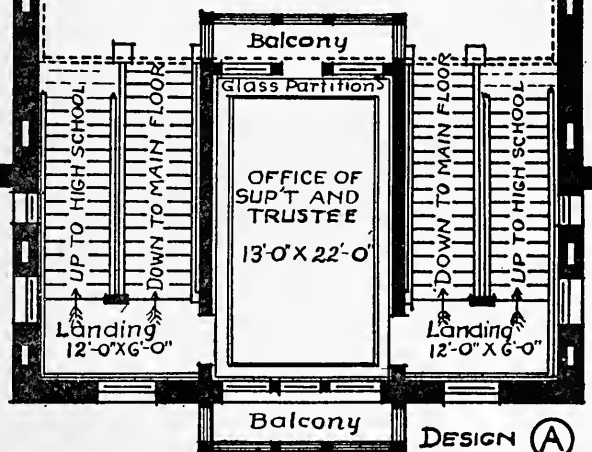 Balcony
Glass Partitions
UP TO HIGH SCHOOL
DOWN TO MAIN FLOOR
OFFICE OF
SUP'T AND
TRUSTEE
13'-0" X 22'-0"
DOWN TO MAIN FLOOR
UP TO HIGH SCHOOL
Landing
12'-0" X 6'-0"
Landing
12'-0" X 6'-0"
Balcony
DESIGN A